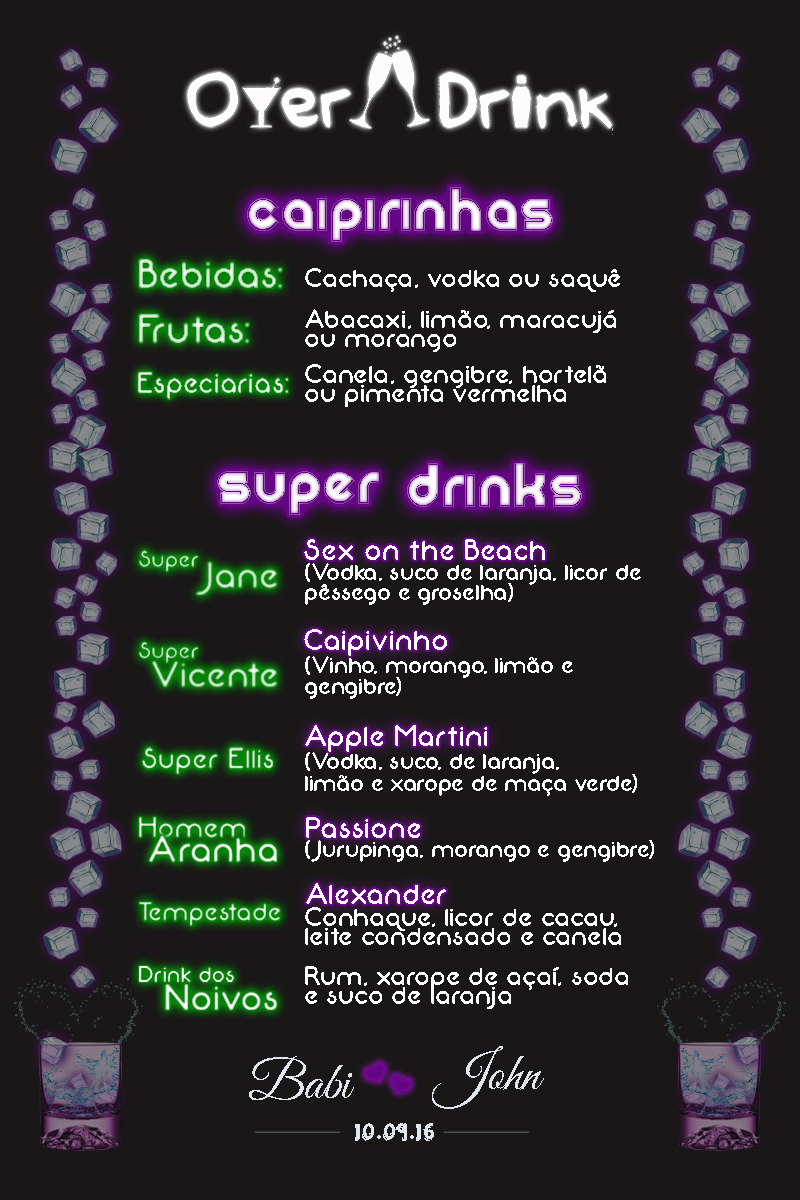 Over Drink
caipirinhas
Bebidas: Cachaça, vodka ou saquê
Frutas: Abacaxi, limão, maracujá
ou morango
Especiarias: Canela, gengibre, hortelã
ou pimenta vermelha
super drinks
Super Jane
Sex on the Beach
(Vodka, suco de laranja, licor de
pêssego e groselha)
Super Vicente
Caipivinho
(Vinho, morango, limão e
gengibre)
Super Ellis
Apple Martini
(Vodka, suco, de laranja,
limão e xarope de maça verde)
Homem
Aranha
Passione
(Jurupinga, morango e gengibre)
Tempestade
Alexander
Conhaque, licor de cacau,
leite condensado e canela
Drink dos
Noivos
Rum, xarope de açaí, soda
e suco de laranja
Babi John
10.09.16